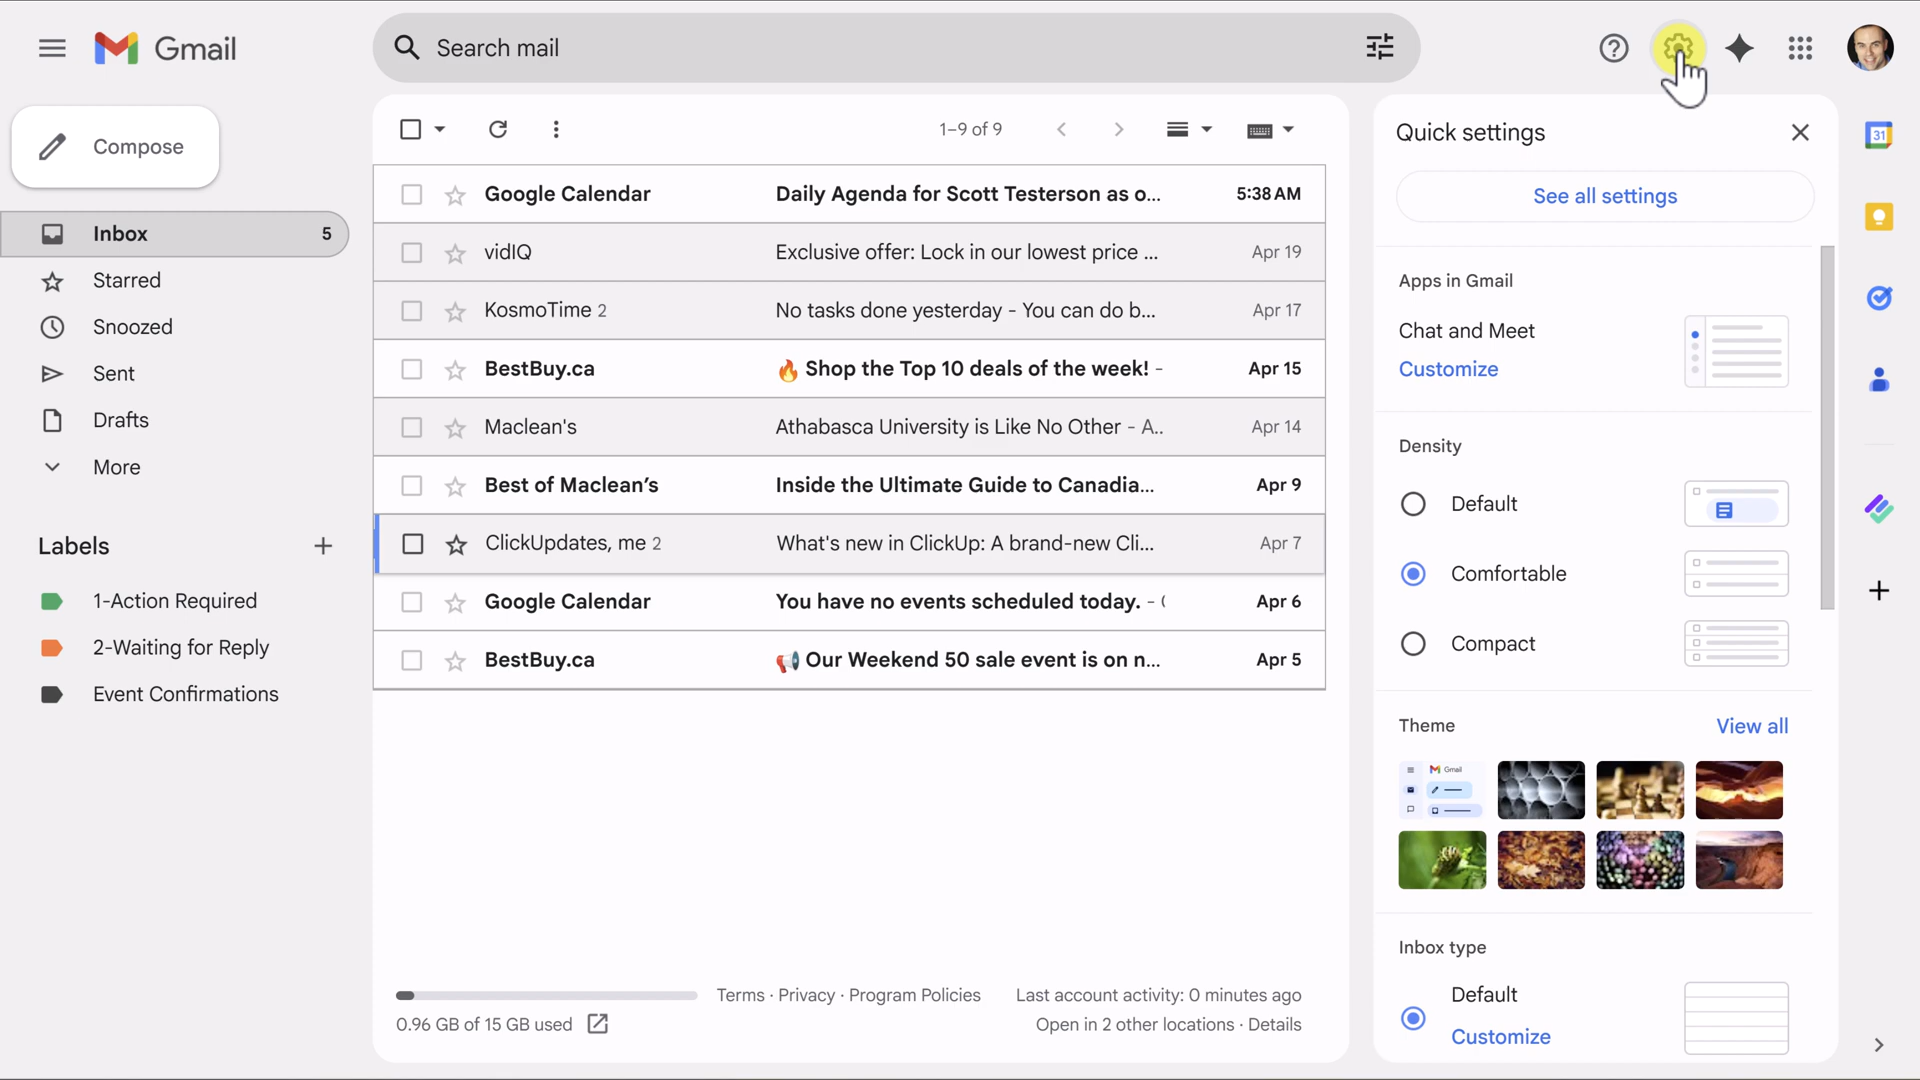 Gmail
Search mail
Compose
Inbox 5
Starred
Snoozed
Sent
Drafts
More
Labels
1-Action Required
2-Waiting for Reply
Event Confirmations
1–9 of 9
Google Calendar Daily Agenda for Scott Testerson as o... 5:38 AM
vidIQ Exclusive offer: Lock in our lowest price ... Apr 19
KosmoTime 2 No tasks done yesterday - You can do b... Apr 17
BestBuy.ca 🔥 Shop the Top 10 deals of the week! - Apr 15
Maclean's Athabasca University is Like No Other - A.. Apr 14
Best of Maclean’s Inside the Ultimate Guide to Canadia... Apr 9
ClickUpdates, me 2 What's new in ClickUp: A brand-new Cli... Apr 7
Google Calendar You have no events scheduled today. - Apr 6
BestBuy.ca 📢 Our Weekend 50 sale event is on n... Apr 5
0.96 GB of 15 GB used
Terms · Privacy · Program Policies
Last account activity: 0 minutes ago
Open in 2 other locations · Details
Quick settings
See all settings
Apps in Gmail
Chat and Meet
Customize
Density
Default
Comfortable
Compact
Theme View all
Gmail
Inbox type
Default
Customize
31